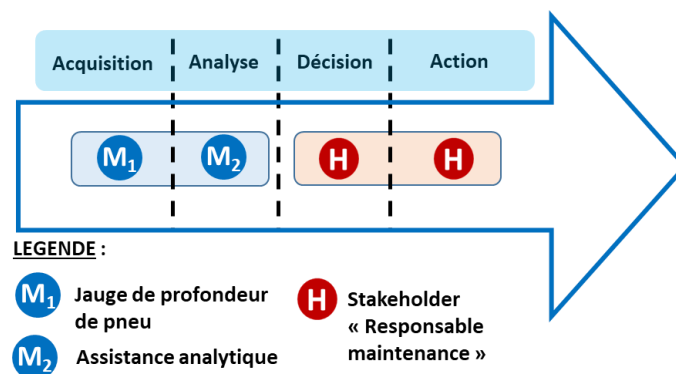 Acquisition Analyse Décision Action
M1 M2 H H
LEGENDE :
M1 Jauge de profondeur
de pneu
M2 Assistance analytique
H Stakeholder
« Responsable
maintenance »